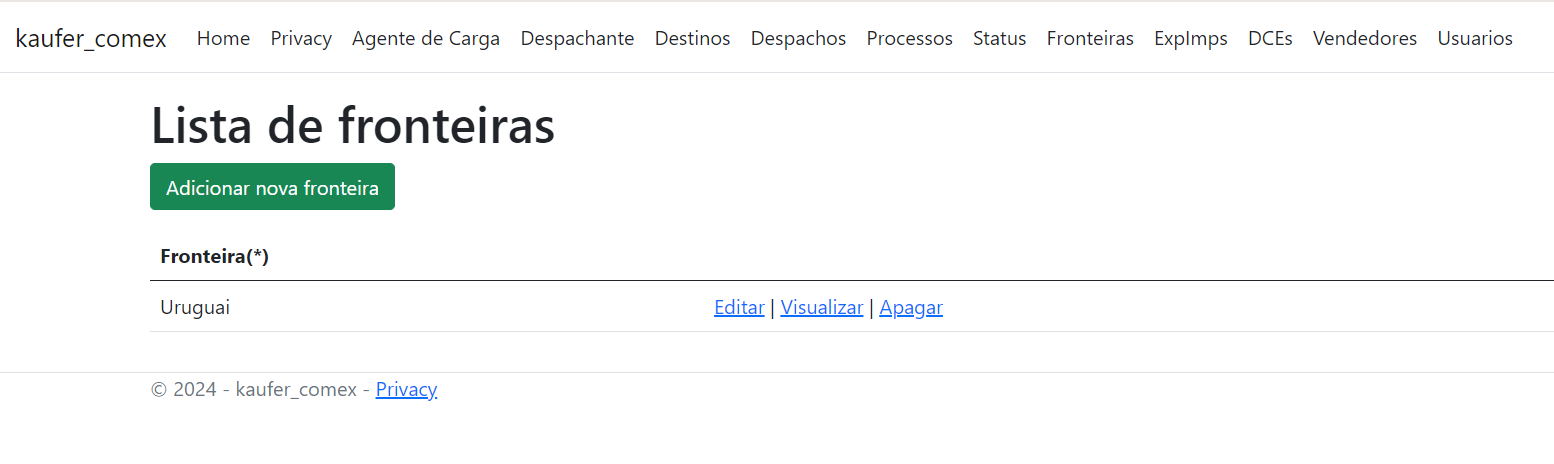 kaufer_comex Home Privacy Agente de Carga Despachante Destinos Despachos Processos Status Fronteiras ExpImps DCEs Vendedores Usuarios
Lista de fronteiras
Adicionar nova fronteira
Fronteira(*)
Uruguai Editar | Visualizar | Apagar
© 2024 - kaufer_comex - Privacy